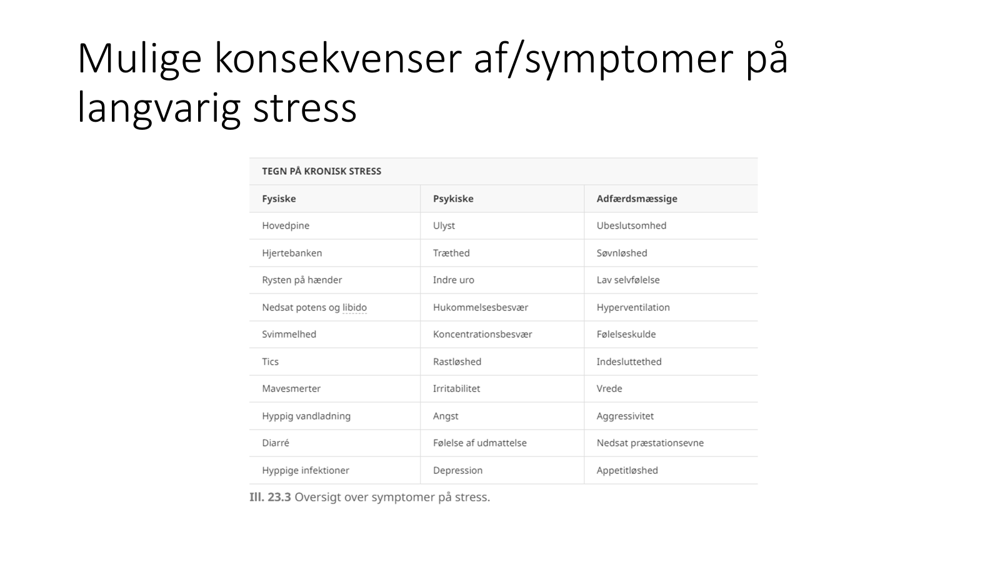 Mulige konsekvenser af/symptomer på
langvarig stress
TEGN PÅ KRONISK STRESS
Fysiske Psykiske Adfærdsmæssige
Hovedpine Ulyst Ubeslutsomhed
Hjertebanken Træthed Søvnløshed
Rysten på hænder Indre uro Lav selvfølelse
Nedsat potens og libido Hukommelsesbesvær Hyperventilation
Svimmelhed Koncentrationsbesvær Følelseskulde
Tics Rastløshed Indesluttethed
Mavesmerter Irritabilitet Vrede
Hyppig vandladning Angst Aggressivitet
Diarré Følelse af udmattelse Nedsat præstationsevne
Hyppige infektioner Depression Appetitløshed
Ill. 23.3 Oversigt over symptomer på stress.